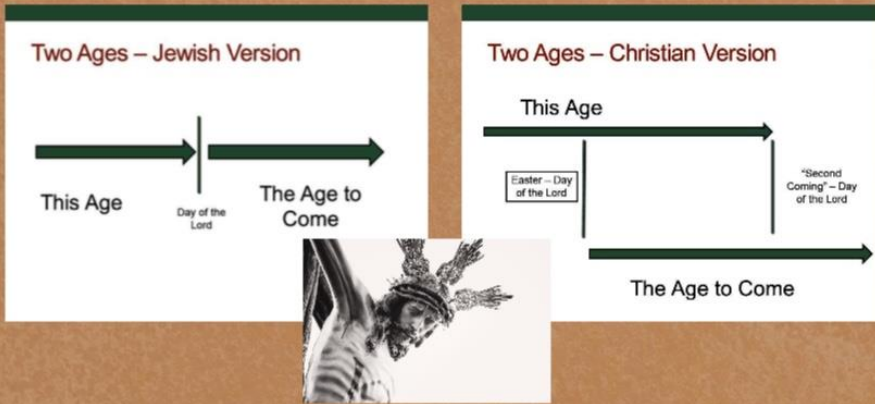 Two Ages – Jewish Version
This Age
Day of the
Lord
The Age to
Come
Two Ages – Christian Version
This Age
Easter – Day
of the Lord
“Second
Coming” – Day
of the Lord
The Age to Come